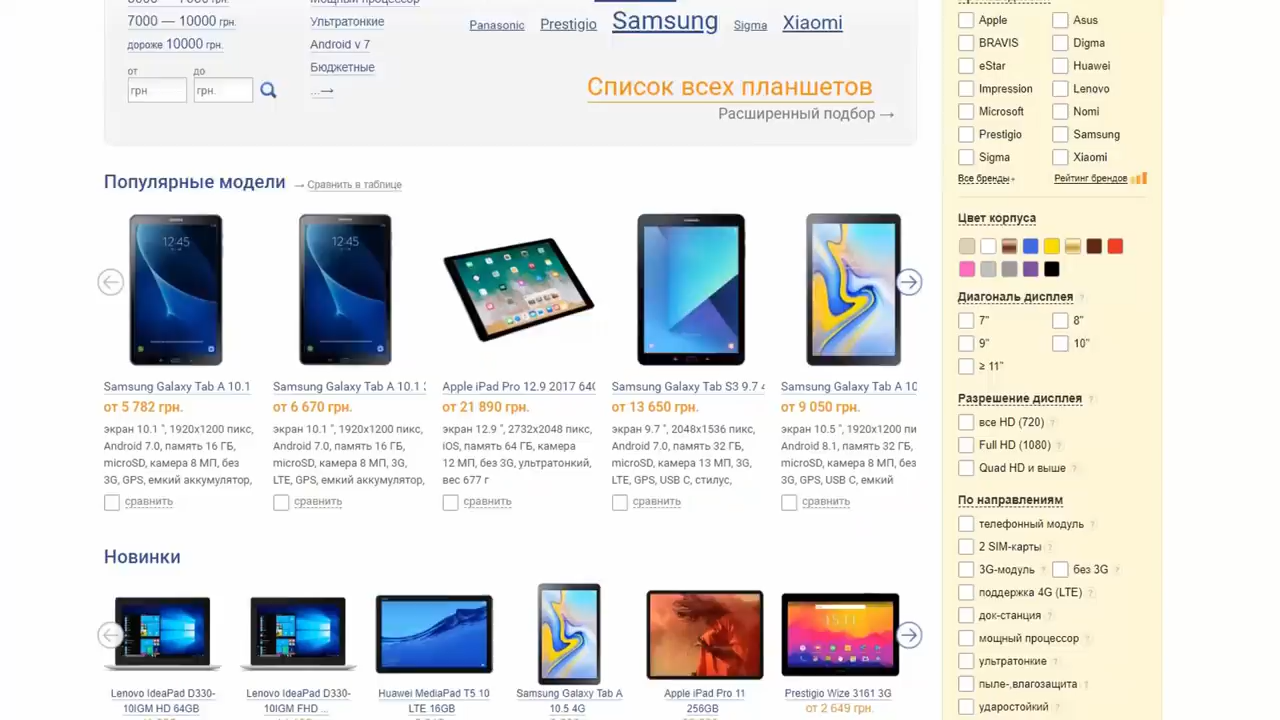 7000 — 10000 грн.
дороже 10000 грн.
от до
грн грн.
Ультратонкие
Android v 7
Бюджетные
...→
Panasonic Prestigio Samsung Sigma Xiaomi
Список всех планшетов
Расширенный подбор →
Популярные модели → Сравнить в таблице
12:45
12:45
Samsung Galaxy Tab A 10.1
от 5 782 грн.
экран 10.1 ", 1920x1200 пикс,
Android 7.0, память 16 ГБ,
microSD, камера 8 МП, без
3G, GPS, емкий аккумулятор,
сравнить
Samsung Galaxy Tab A 10.1
от 6 670 грн.
экран 10.1 ", 1920x1200 пикс,
Android 7.0, память 16 ГБ,
microSD, камера 8 МП, 3G,
LTE, GPS, емкий аккумулятор,
сравнить
Apple iPad Pro 12.9 2017 64
от 21 890 грн.
экран 12.9 ", 2732x2048 пикс,
iOS, память 64 ГБ, камера
12 МП, без 3G, ультратонкий,
вес 677 г
сравнить
Samsung Galaxy Tab S3 9.7
от 13 650 грн.
экран 9.7 ", 2048x1536 пикс,
Android 7.0, память 32 ГБ,
microSD, камера 13 МП, 3G,
LTE, GPS, USB C, стилус,
сравнить
Samsung Galaxy Tab A 10
от 9 050 грн.
экран 10.5 ", 1920x1200 пи
Android 8.1, память 32 ГБ,
microSD, камера 8 МП, без
3G, GPS, USB C, емкий
сравнить
Новинки
Lenovo IdeaPad D330-
10IGM HD 64GB
Lenovo IdeaPad D330-
10IGM FHD ...
Huawei MediaPad T5 10
LTE 16GB
Samsung Galaxy Tab A
10.5 4G
Apple iPad Pro 11
256GB
15:11
Prestigio Wize 3161 3G
от 2 649 грн.
Apple Asus
BRAVIS Digma
eStar Huawei
Impression Lenovo
Microsoft Nomi
Prestigio Samsung
Sigma Xiaomi
Все бренды Рейтинг брендов
Цвет корпуса
Диагональ дисплея ?
7" 8"
9" 10"
≥ 11"
Разрешение дисплея ?
все HD (720) ?
Full HD (1080) ?
Quad HD и выше ?
По направлениям
телефонный модуль ?
2 SIM-карты ?
3G-модуль ? без 3G ?
поддержка 4G (LTE) ?
док-станция ?
мощный процессор ?
ультратонкие ?
пыле-,влагозащита ?
ударостойкий ?